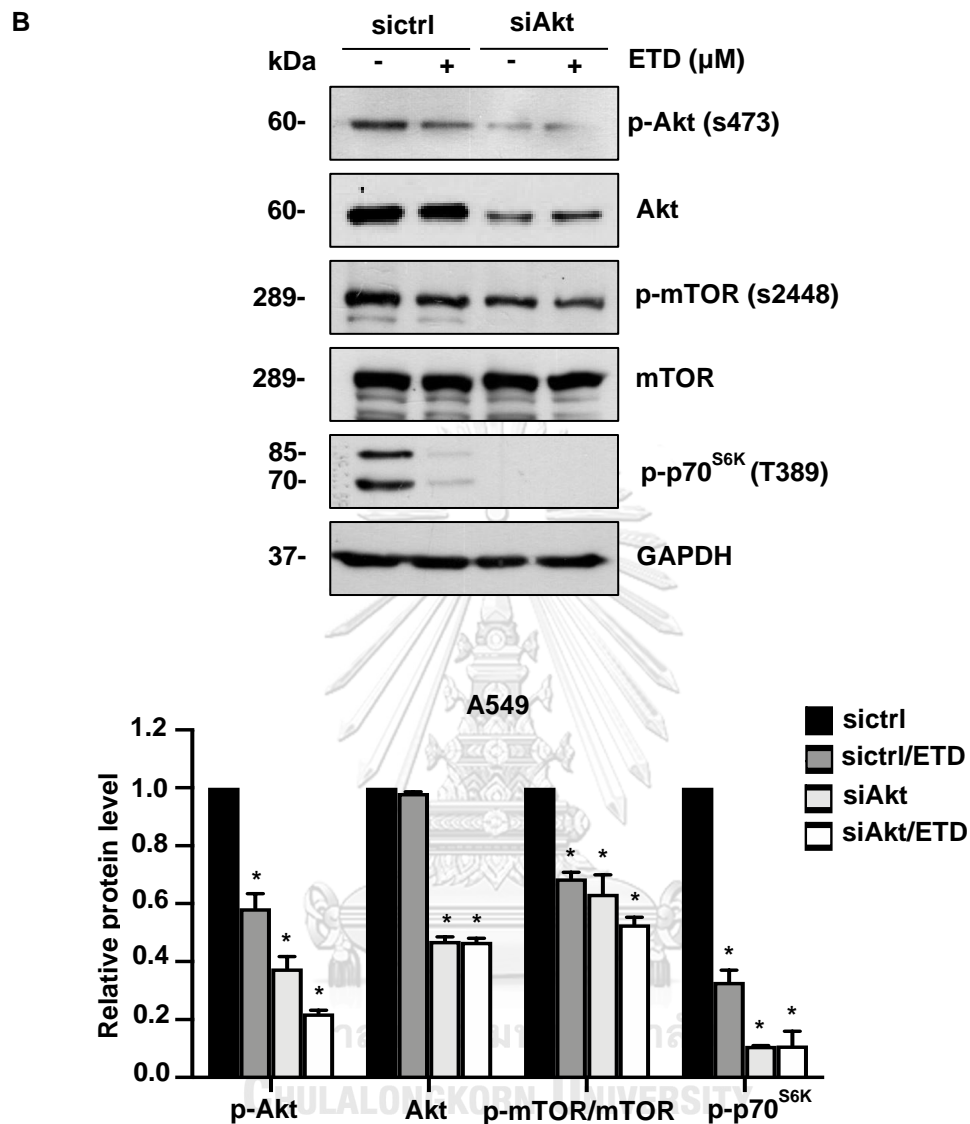 B
sictrl siAkt
kDa - + - + ETD (µM)
60- p-Akt (s473)
60- Akt
289- p-mTOR (s2448)
289- mTOR
85-
70- p-p70S6K (T389)
37- GAPDH
A549
Relative protein level
1.2
1.0
0.8
0.6
0.4
0.2
0.0
* * *
* *
* * *
* * *
sictrl
sictrl/ETD
siAkt
siAkt/ETD
p-Akt Akt p-mTOR/mTOR p-p70S6K
CHULALONGKORN UNIVERSITY